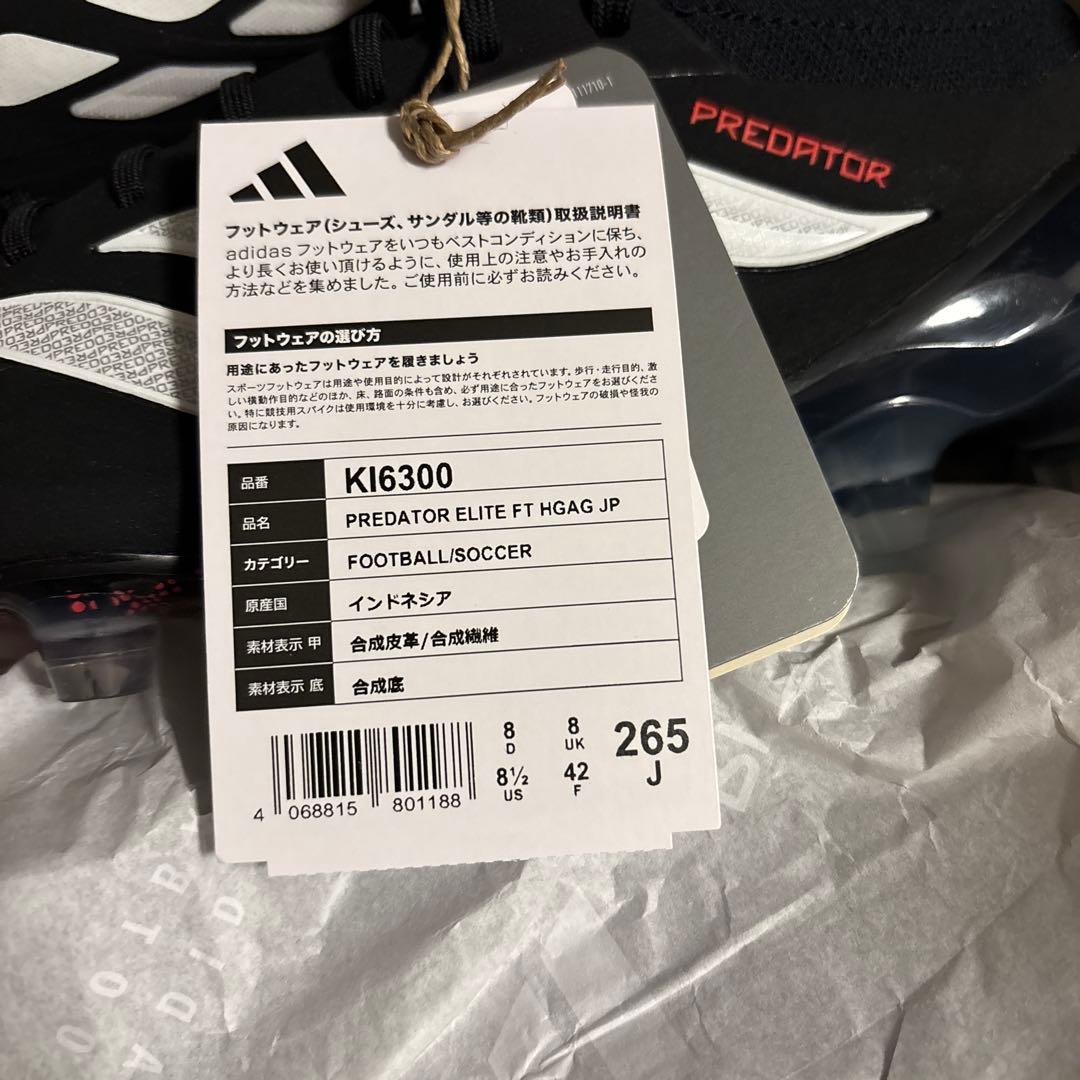 111710-1
PREDATOR
フットウェア(シューズ、サンダル等の靴類)取扱説明書
adidas フットウェアをいつもベストコンディションに保ち、
より長くお使い頂けるように、使用上の注意やお手入れの
方法などを集めました。ご使用前に必ずお読みください。
フットウェアの選び方
用途にあったフットウェアを履きましょう
スポーツフットウェアは用途や使用目的によって設計がそれぞれされています。歩行・走行目的、激
しい横動作目的などのほか、床、路面の条件も含め、必ず用途に合ったフットウェアをお選びくださ
い。特に競技用スパイクは使用環境を十分に考慮し、お選びください。フットウェアの破損や怪我の
原因になります。
品番 KI6300
品名 PREDATOR ELITE FT HGAG JP
カテゴリー FOOTBALL/SOCCER
原産国 インドネシア
素材表示 甲 合成皮革/合成繊維
素材表示 底 合成底
8 D 8 UK 265 J
8½ US 42 F
4 068815 801188